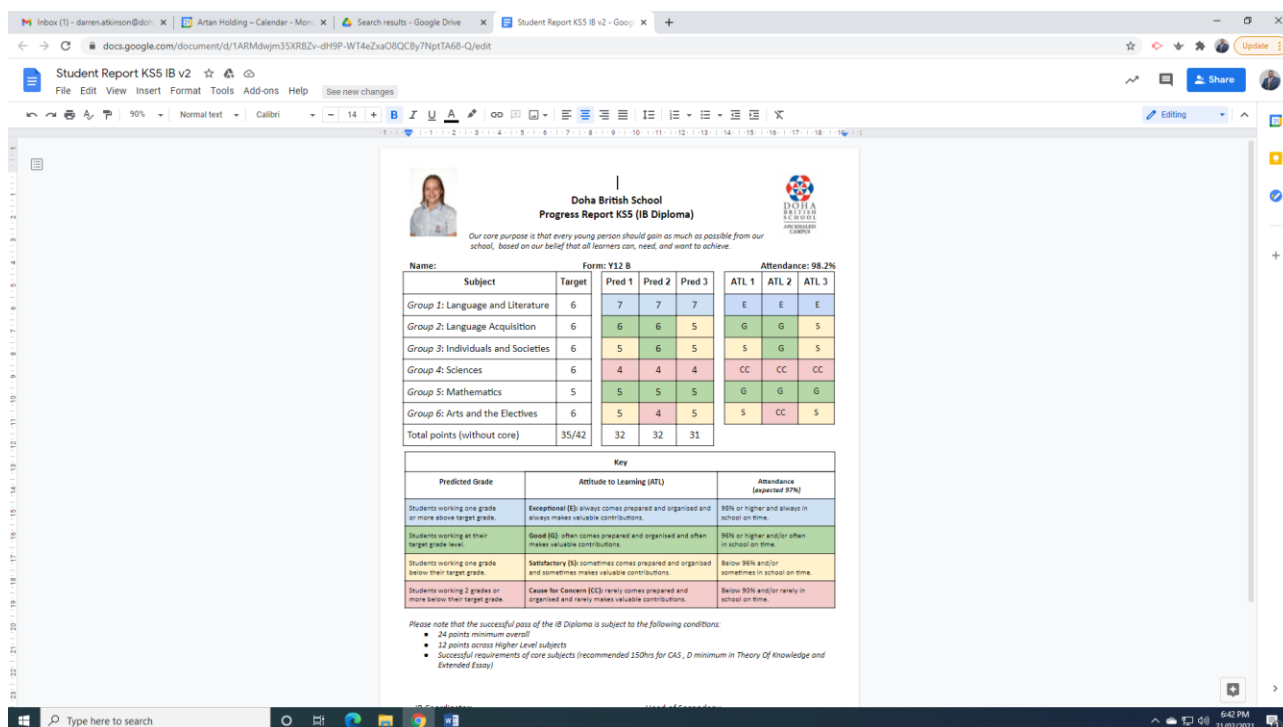 Inbox (1) - darren.atkinson@doh
Artan Holding – Calendar - Mon
Search results - Google Drive
Student Report KS5 IB v2 - Goog
docs.google.com/document/d/1ARMdwjm35XRBZv-dH9P-WT4eZxaO8QCBy7NptTA68-Q/edit
Update
Student Report KS5 IB v2
File Edit View Insert Format Tools Add-ons Help See new changes
Share
90% Normal text Calibri 14 B I U A
Editing
Doha British School
Progress Report KS5 (IB Diploma)
DOHA
BRITISH
SCHOOL
AIN KHALED
CAMPUS
Our core purpose is that every young person should gain as much as possible from our
school, based on our belief that all learners can, need, and want to achieve.
Name: Form: Y12 B Attendance: 98.2%
Subject Target Pred 1 Pred 2 Pred 3 ATL 1 ATL 2 ATL 3
Group 1: Language and Literature 6 7 7 7 E E E
Group 2: Language Acquisition 6 6 6 5 G G S
Group 3: Individuals and Societies 6 5 6 5 S G S
Group 4: Sciences 6 4 4 4 CC CC CC
Group 5: Mathematics 5 5 5 5 G G G
Group 6: Arts and the Electives 6 5 4 5 S CC S
Total points (without core) 35/42 32 32 31
Key
Predicted Grade Attitude to Learning (ATL) Attendance
(expected 97%)
Students working one grade
or more above target grade.
Exceptional (E): always comes prepared and organised and
always makes valuable contributions.
98% or higher and always in
school on time.
Students working at their
target grade level.
Good (G): often comes prepared and organised and often
makes valuable contributions.
96% or higher and/or often
in school on time.
Students working one grade
below their target grade.
Satisfactory (S): sometimes comes prepared and organised
and sometimes makes valuable contributions.
Below 96% and/or
sometimes in school on time.
Students working 2 grades or
more below their target grade.
Cause for Concern (CC): rarely comes prepared and
organised and rarely makes valuable contributions.
Below 90% and/or rarely in
school on time.
Please note that the successful pass of the IB Diploma is subject to the following conditions:
● 24 points minimum overall
● 12 points across Higher Level subjects
● Successful requirements of core subjects (recommended 150hrs for CAS , D minimum in Theory Of Knowledge and
Extended Essay)
Type here to search
6:42 PM